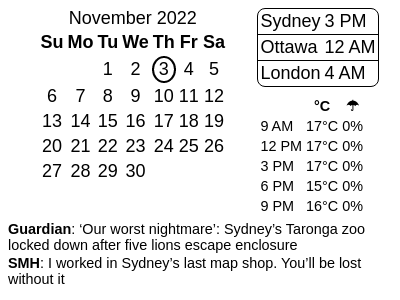 November 2022
Su Mo Tu We Th Fr Sa
1 2 3 4 5
6 7 8 9 10 11 12
13 14 15 16 17 18 19
20 21 22 23 24 25 26
27 28 29 30
Sydney 3 PM
Ottawa 12 AM
London 4 AM
°C ☂
9 AM 17°C 0%
12 PM 17°C 0%
3 PM 17°C 0%
6 PM 15°C 0%
9 PM 16°C 0%
Guardian: ‘Our worst nightmare’: Sydney’s Taronga zoo
locked down after five lions escape enclosure
SMH: I worked in Sydney’s last map shop. You’ll be lost
without it